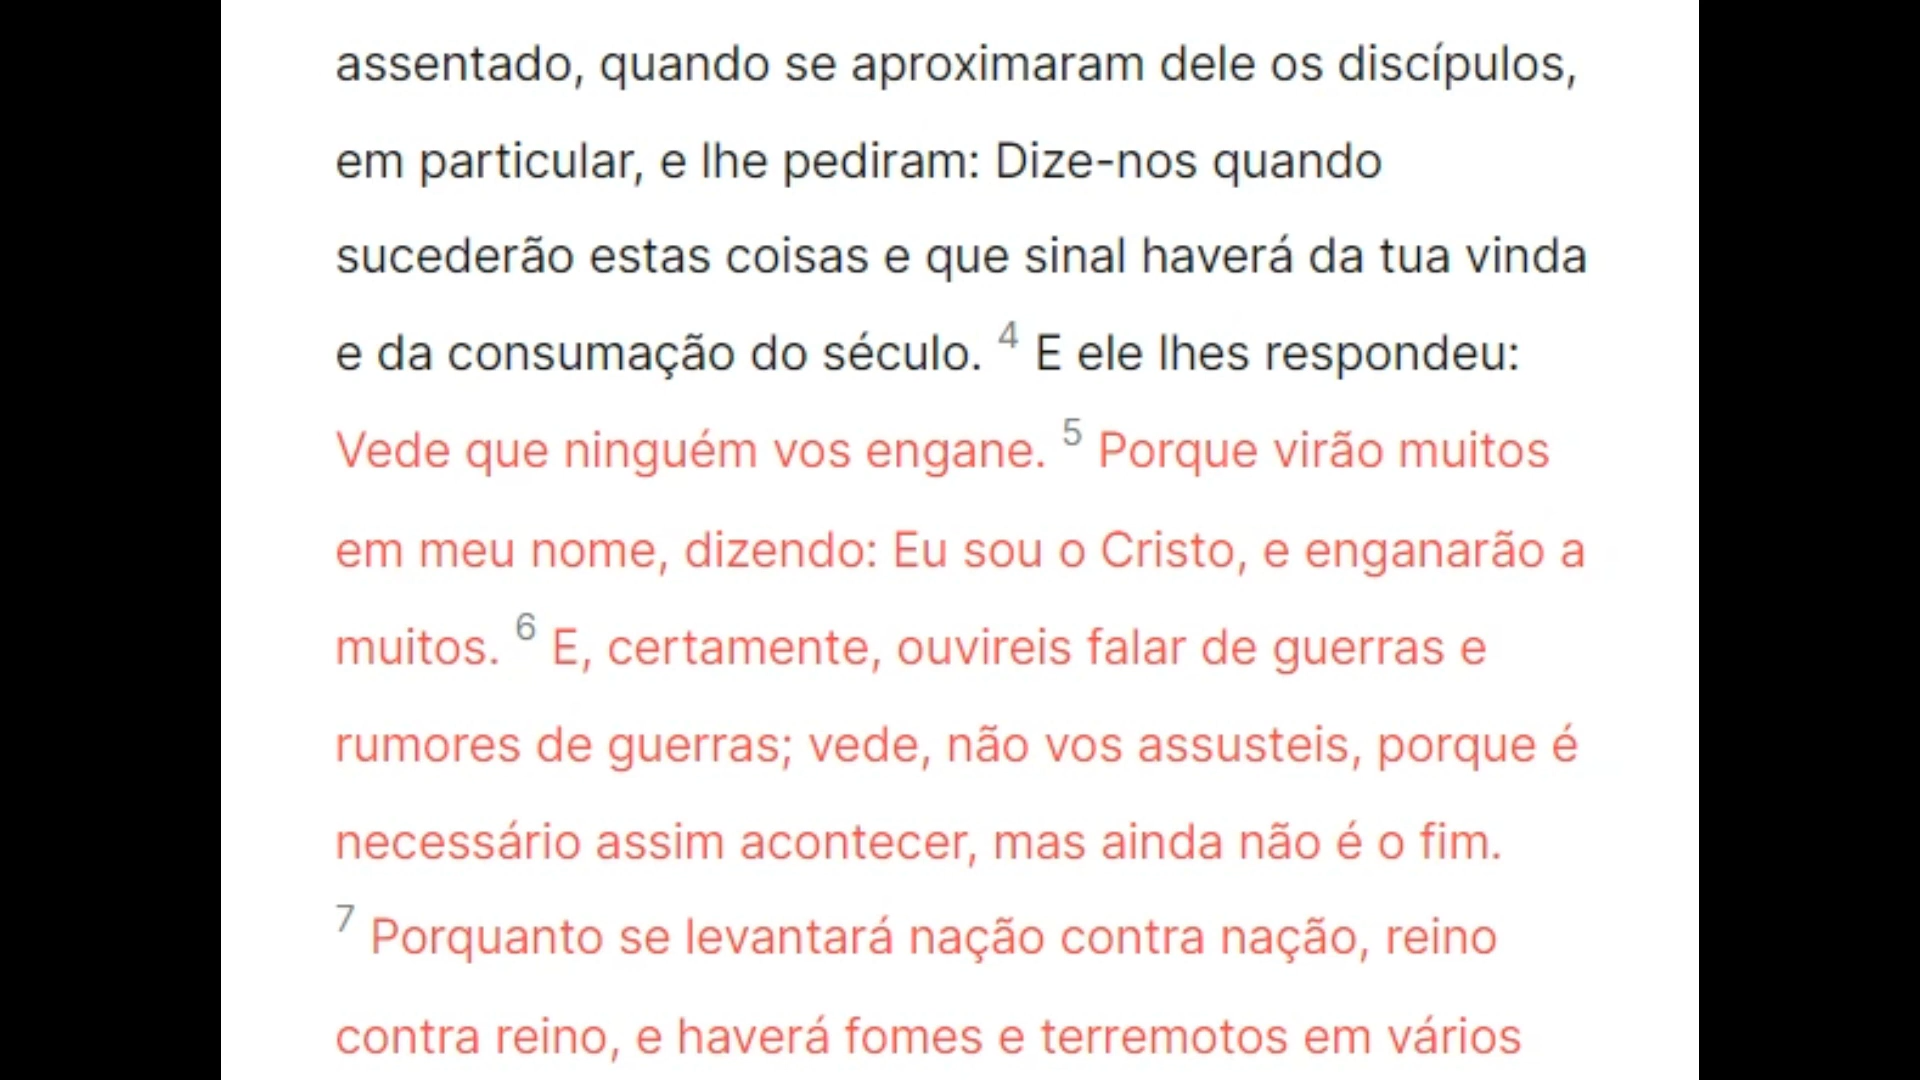 assentado, quando se aproximaram dele os discípulos,
em particular, e lhe pediram: Dize-nos quando
sucederão estas coisas e que sinal haverá da tua vinda
e da consumação do século. 4 E ele lhes respondeu:
Vede que ninguém vos engane. 5 Porque virão muitos
em meu nome, dizendo: Eu sou o Cristo, e enganarão a
muitos. 6 E, certamente, ouvireis falar de guerras e
rumores de guerras; vede, não vos assusteis, porque é
necessário assim acontecer, mas ainda não é o fim.
7 Porquanto se levantará nação contra nação, reino
contra reino, e haverá fomes e terremotos em vários